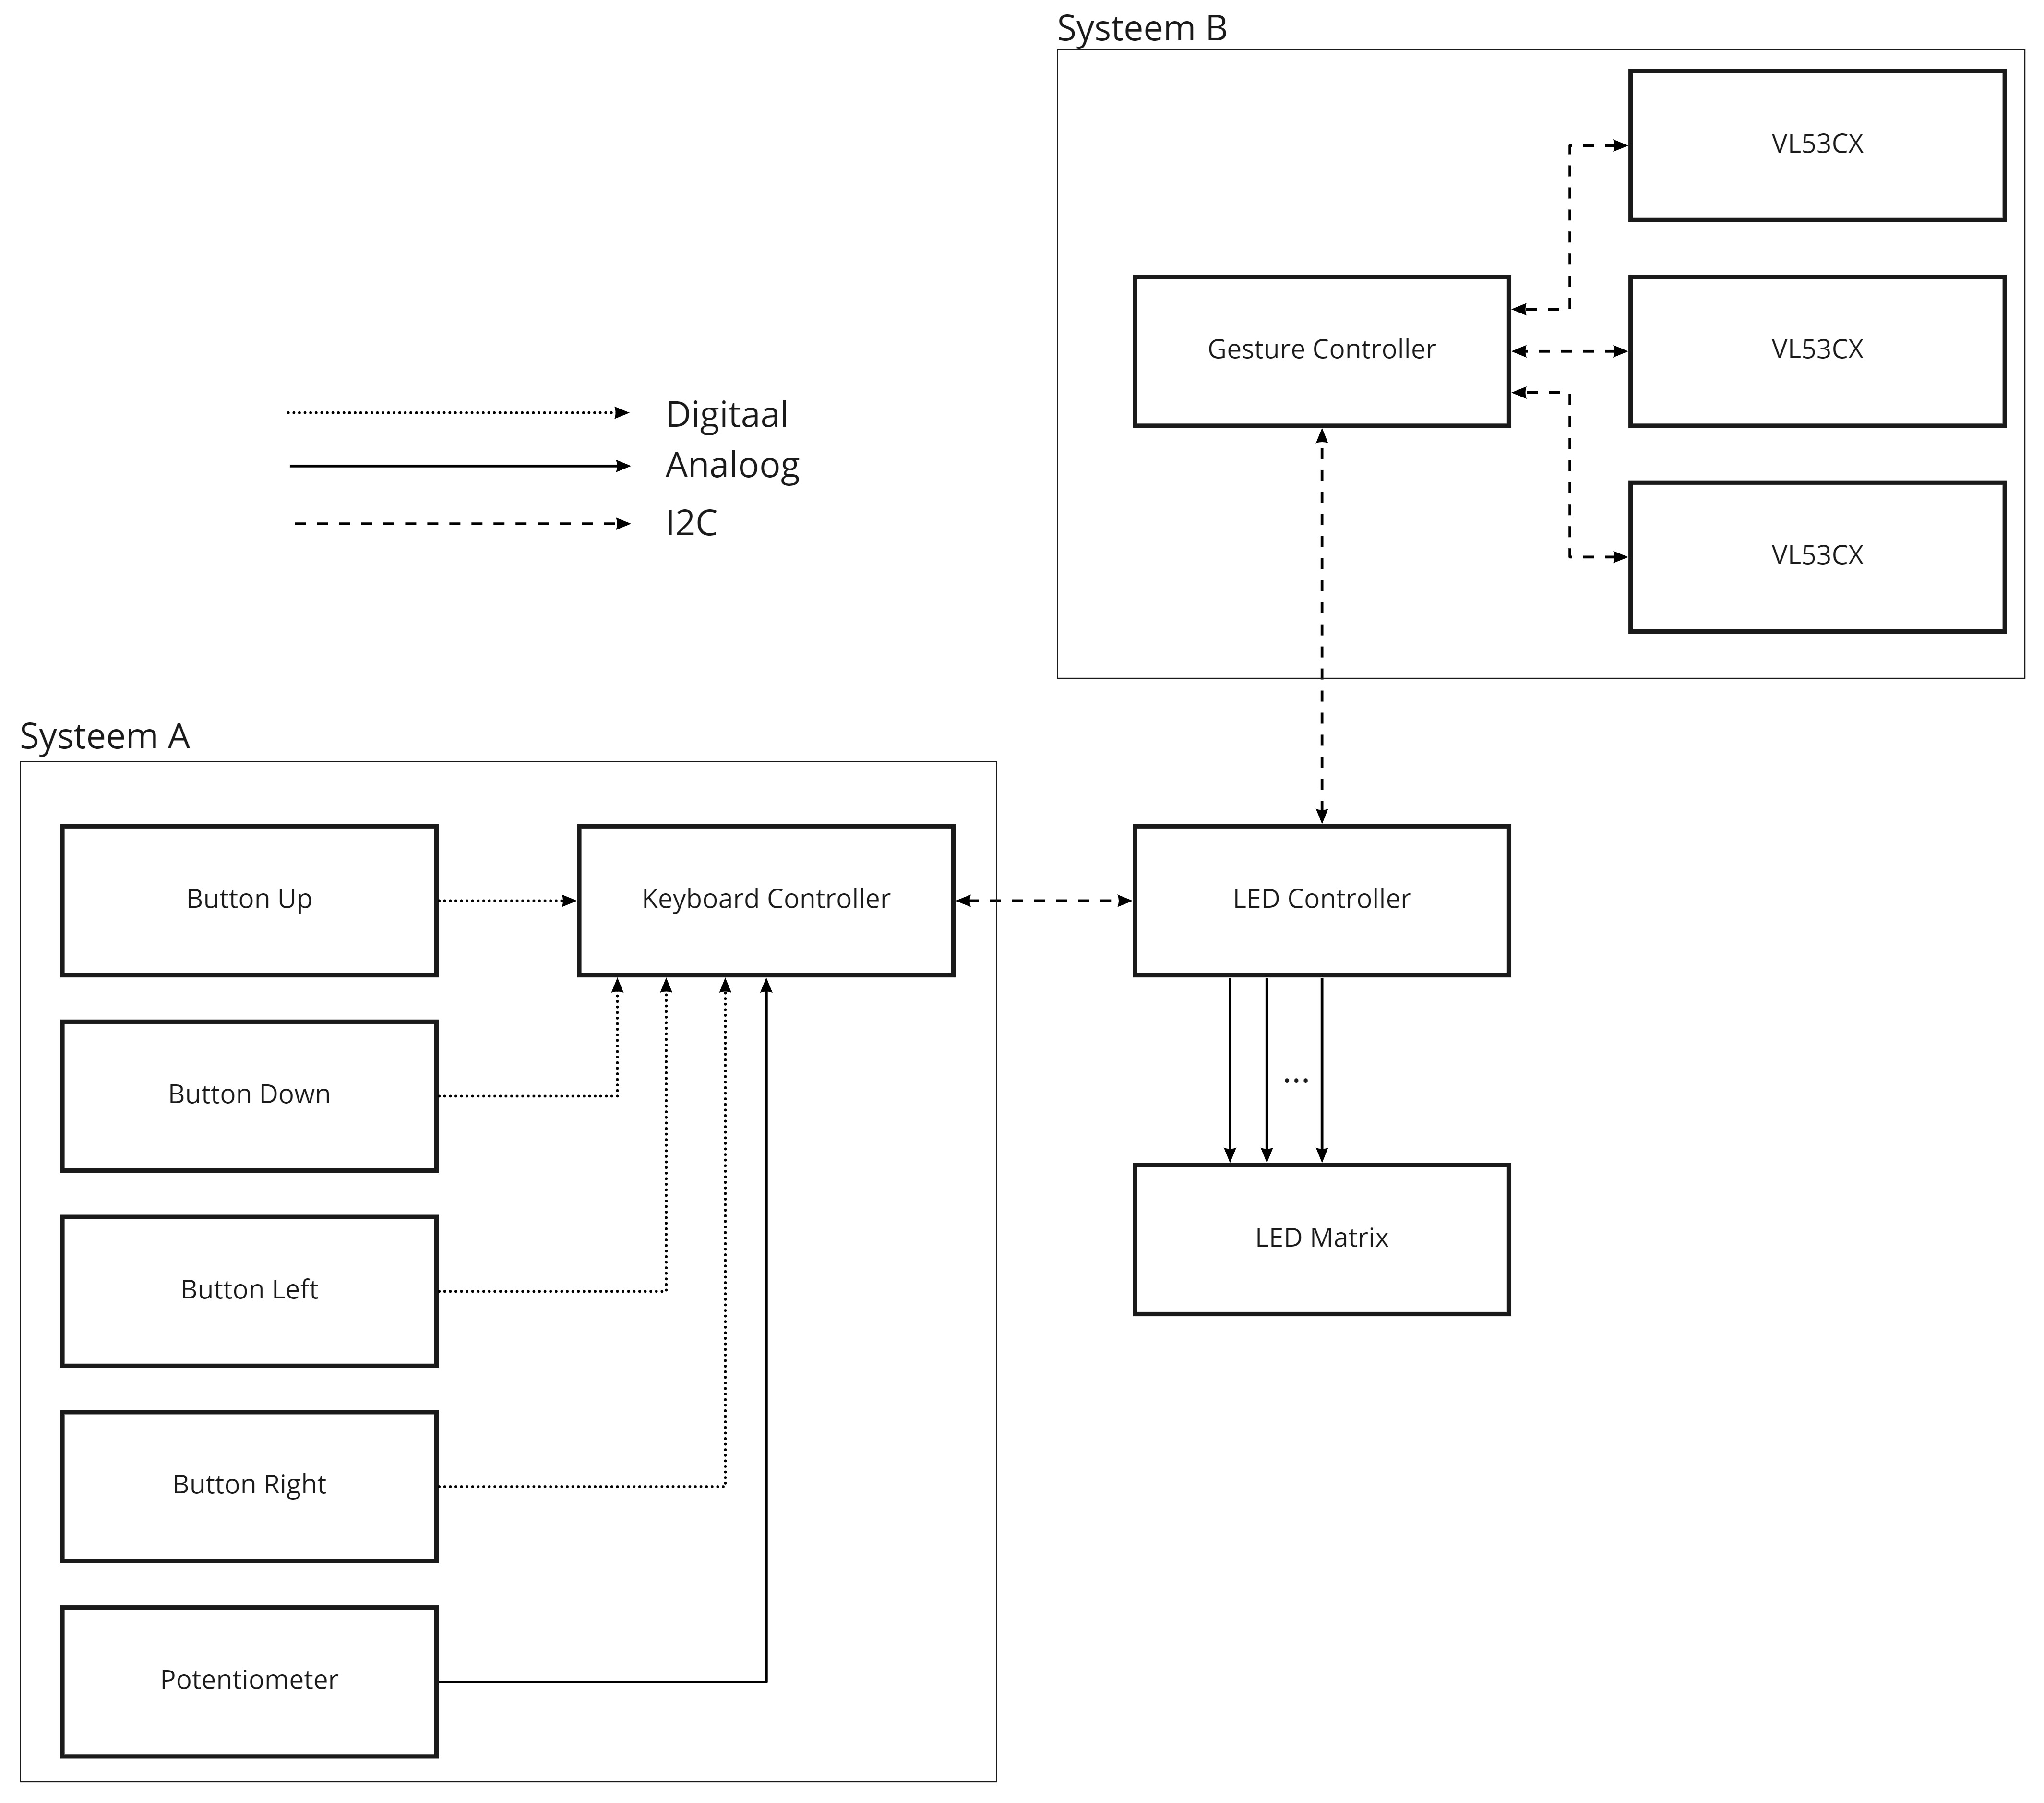 Systeem B
VL53CX
Gesture Controller
VL53CX
VL53CX
Digitaal
Analoog
I2C
Systeem A
Button Up
Keyboard Controller
LED Controller
Button Down
...
Button Left
LED Matrix
Button Right
Potentiometer